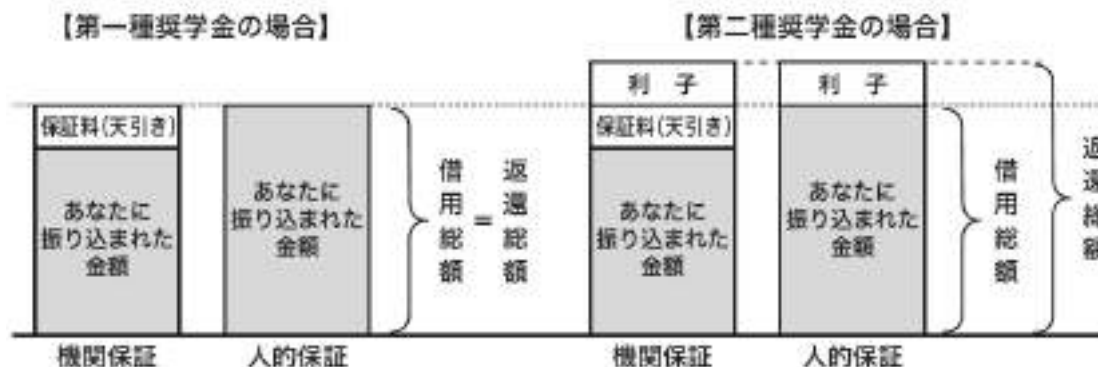 【第一種奨学金の場合】
保証料(天引き)
あなたに
振り込まれた
金額
あなたに
振り込まれた
金額
借用総額
=
返還総額
機関保証
人的保証
【第二種奨学金の場合】
利 子
利 子
保証料(天引き)
あなたに
振り込まれた
金額
あなたに
振り込まれた
金額
借用総額
返還総額
機関保証
人的保証